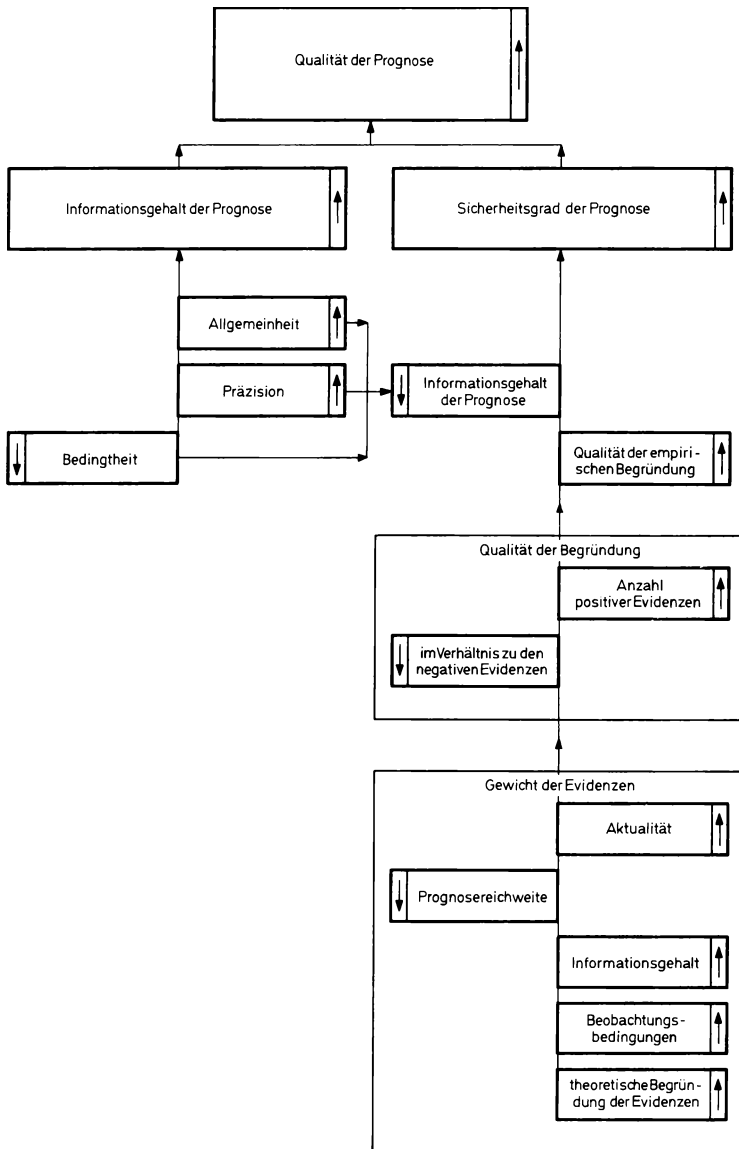 Qualität der Prognose
Informationsgehalt der Prognose
Sicherheitsgrad der Prognose
Allgemeinheit
Präzision
Informationsgehalt
der Prognose
Bedingtheit
Qualität der empiri-
schen Begründung
Qualität der Begründung
Anzahl
positiver Evidenzen
im Verhältnis zu den
negativen Evidenzen
Gewicht der Evidenzen
Aktualität
Prognosereichweite
Informationsgehalt
Beobachtungs-
bedingungen
theoretische Begrün-
dung der Evidenzen